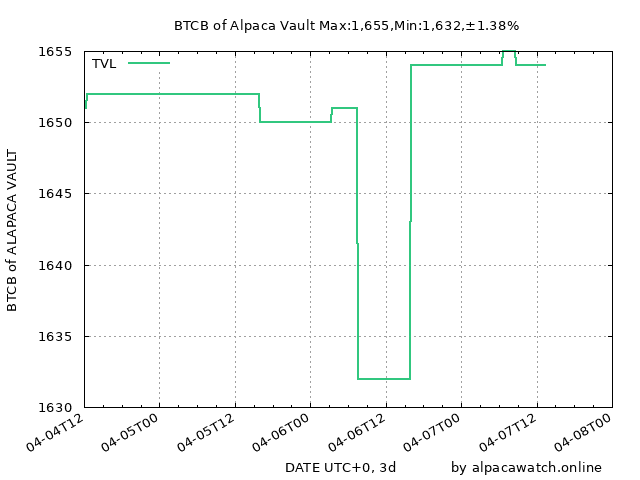 BTCB of Alpaca Vault Max:1,655,Min:1,632,±1.38%
TVL
BTCB of ALAPACA VAULT
1655
1650
1645
1640
1635
1630
04-04T12
04-05T00
04-05T12
04-06T00
04-06T12
04-07T00
04-07T12
04-08T00
DATE UTC+0, 3d
by alpacawatch.online